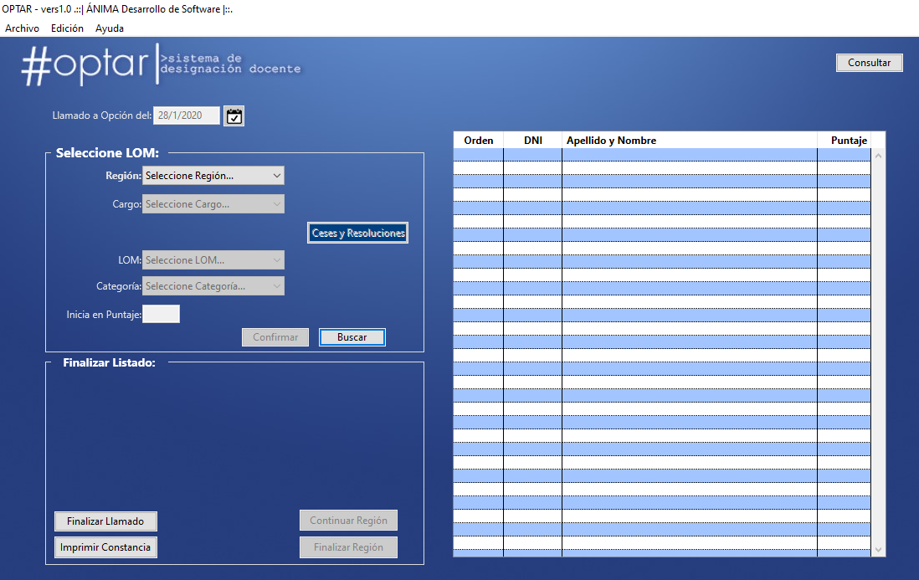 OPTAR - vers1.0 .::| ÁNIMA Desarrollo de Software |::.
Archivo Edición Ayuda
#optar >sistema de
designación docente
Consultar
Llamado a Opción del: 28/1/2020
Seleccione LOM:
Región: Seleccione Región...
Cargo: Seleccione Cargo...
Ceses y Resoluciones
LOM: Seleccione LOM...
Categoría: Seleccione Categoría...
Inicia en Puntaje:
Confirmar Buscar
Finalizar Listado:
Finalizar Llamado Continuar Región
Imprimir Constancia Finalizar Región
Orden DNI Apellido y Nombre Puntaje